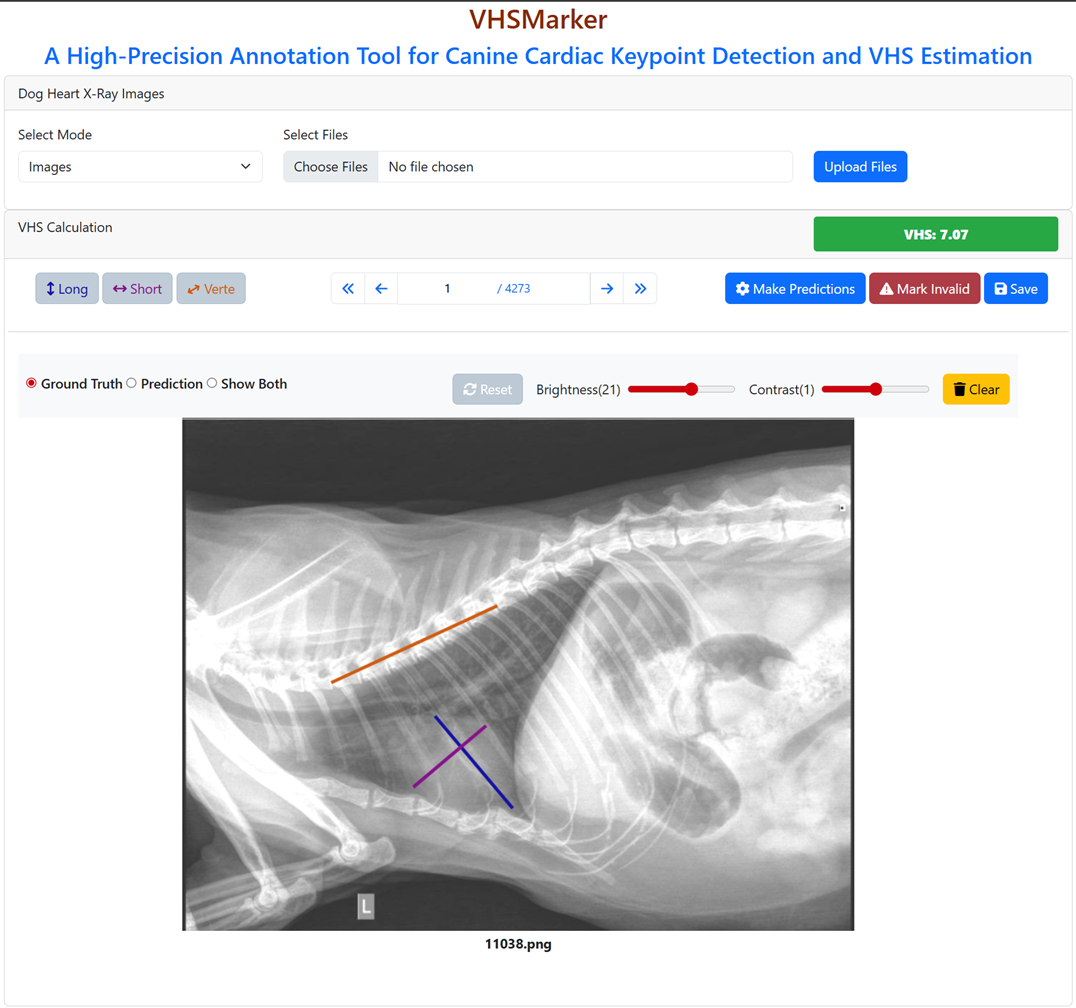 VHSMarker
A High-Precision Annotation Tool for Canine Cardiac Keypoint Detection and VHS Estimation
Dog Heart X-Ray Images
Select Mode
Select Files
Images
Choose Files No file chosen
Upload Files
VHS Calculation
VHS: 7.07
Long
Short
Verte
1 / 4273
Make Predictions
Mark Invalid
Save
Ground Truth Prediction Show Both
Reset
Brightness(21)
Contrast(1)
Clear
L
11038.png